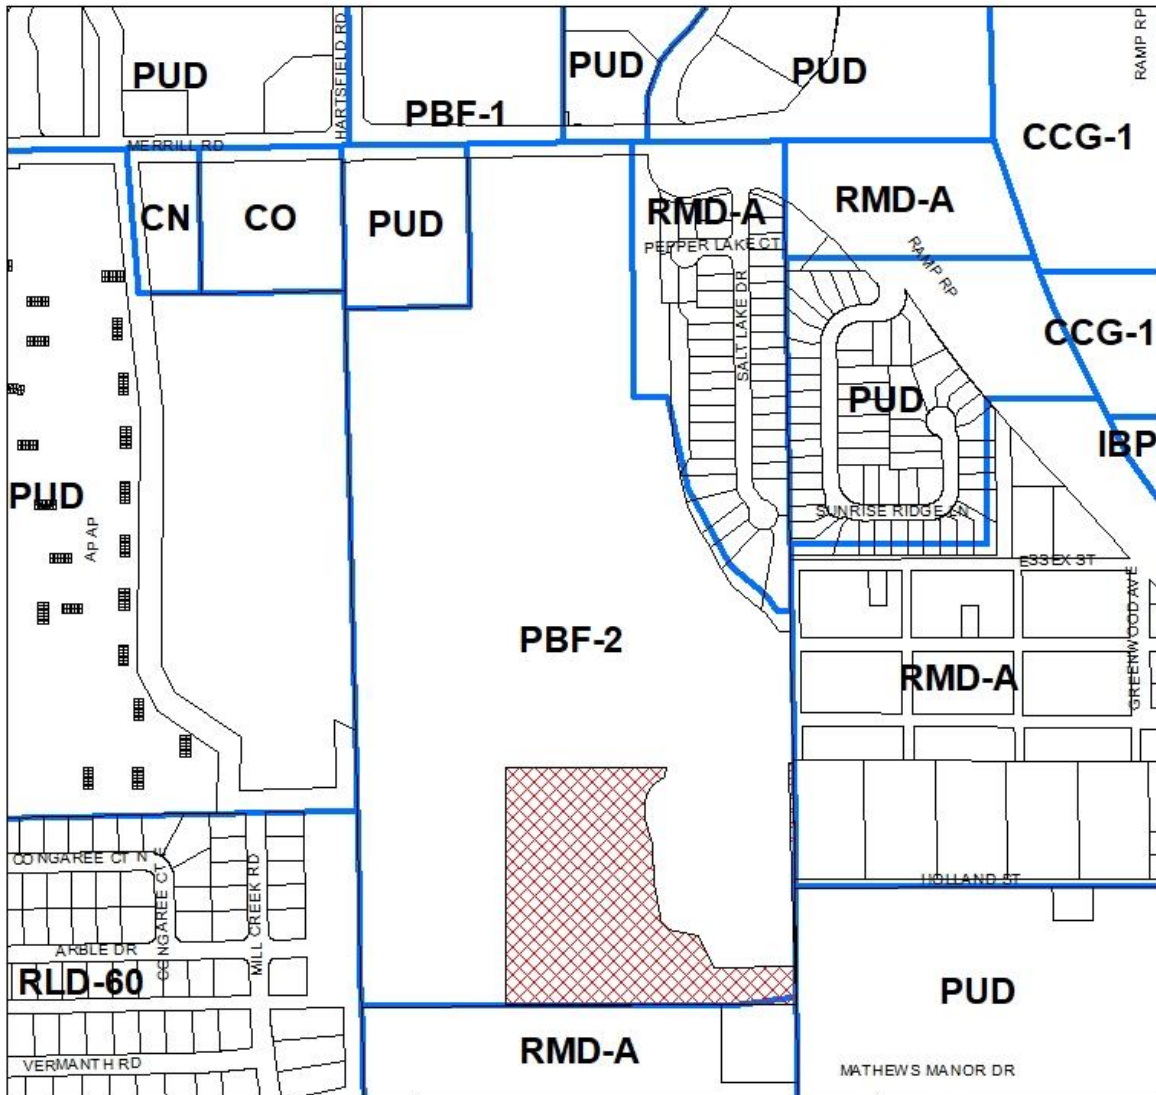 HARTSFIELD RD
RAMP RP
PUD
PUD
PUD
PBF-1
CCG-1
MERRILL RD
RMD-A
RMD-A
CN
CO
PUD
PEPPER LAKE CT
RAMP RP
SALT LAKE DR
CCG-1
PUD
IBP
PUD
SUNRISE RIDGE LN
AP AP
ESSEX ST
GREENWOOD AVE
PBF-2
RMD-A
CONGAREE CT N
CONGAREE CT E
MILL CREEK RD
HOLLAND ST
ARBLE DR
RLD-60
PUD
RMD-A
VERMANTH RD
MATHEWS MANOR DR